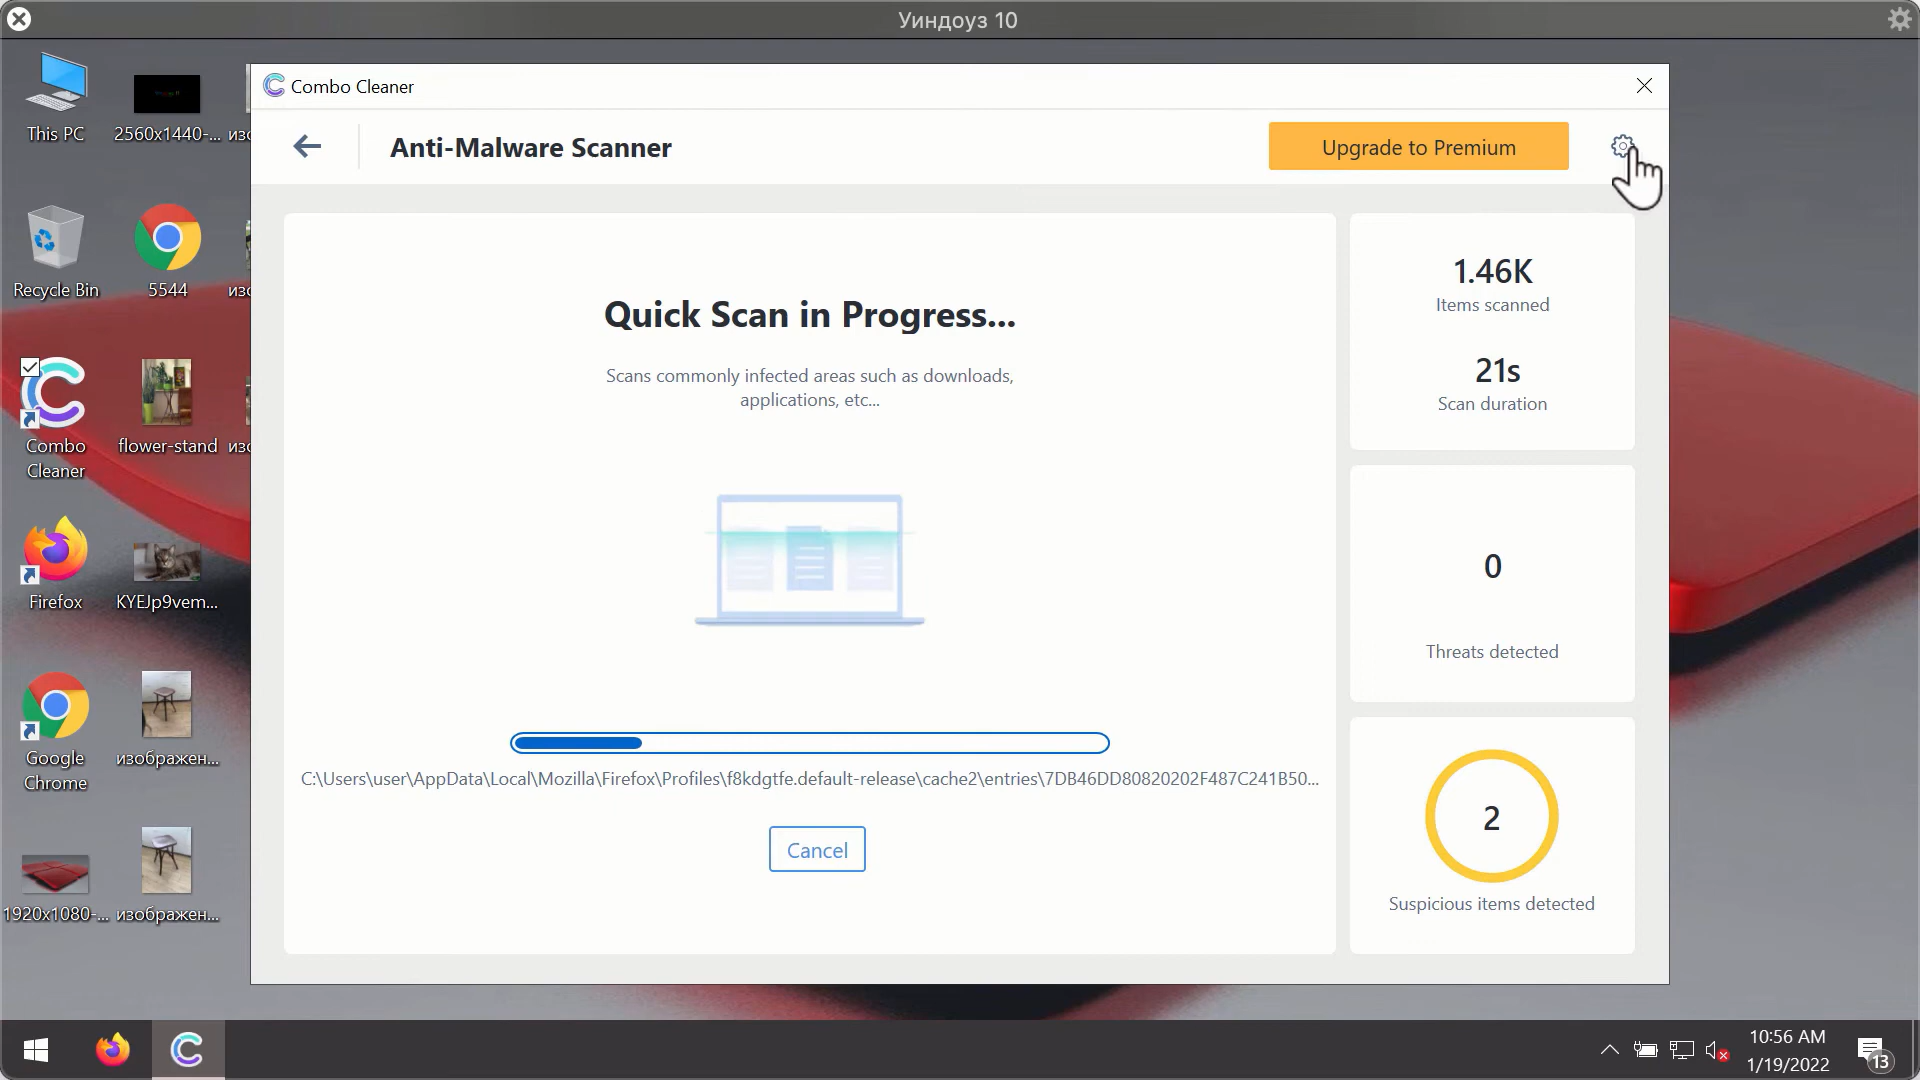 Уиндоуз 10
This PC
2560x1440-...
Recycle Bin
5544
Combo
Cleaner
flower-stand
Firefox
KYEJp9vem...
Google
Chrome
изображен...
1920x1080-...
изображен...
Combo Cleaner
Anti-Malware Scanner
Upgrade to Premium
Quick Scan in Progress...
Scans commonly infected areas such as downloads,
applications, etc...
C:\Users\user\AppData\Local\Mozilla\Firefox\Profiles\f8kdgtfe.default-release\cache2\entries\7DB46DD80820202F487C241B50...
Cancel
1.46K
Items scanned
21s
Scan duration
0
Threats detected
2
Suspicious items detected
10:56 AM
1/19/2022
13